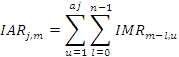 IAR_{j,m} = \sum_{u=1}^{aj} \sum_{l=0}^{n-1} IMR_{m-l,u}